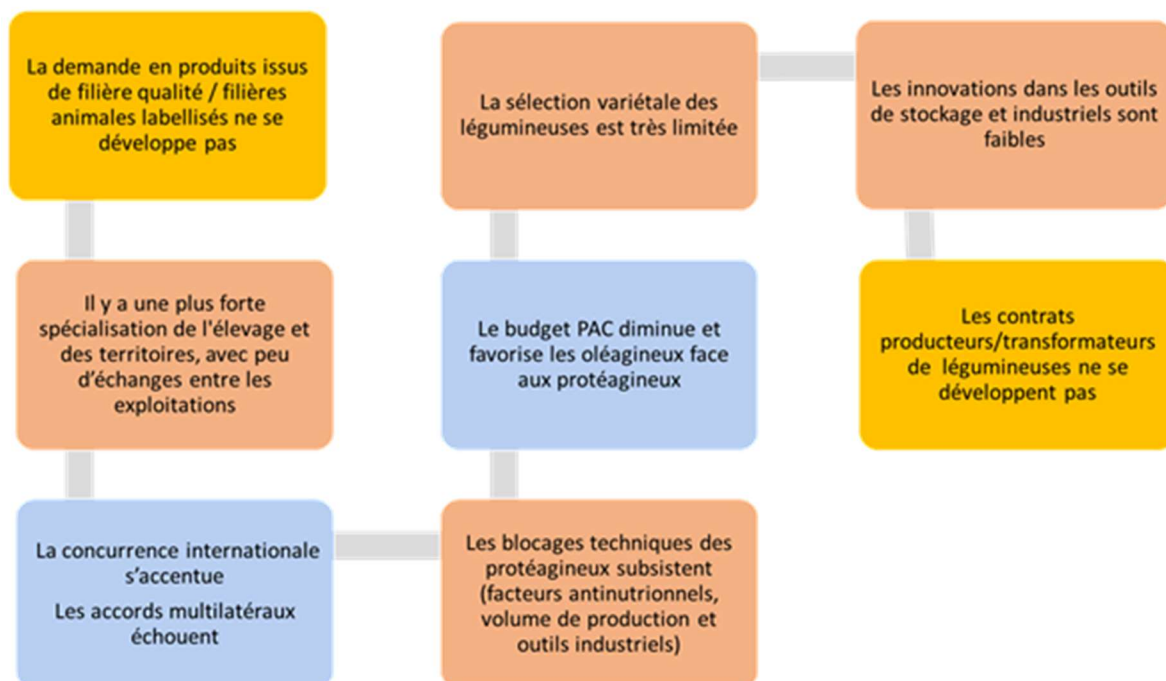 La demande en produits issus
de filière qualité / filières
animales labellisés ne se
développe pas
Il y a une plus forte
spécialisation de l'élevage et
des territoires, avec peu
d'échanges entre les
exploitations
La concurrence internationale
s'accentue
Les accords multilatéraux
échouent
Les blocages techniques des
protéagineux subsistent
(facteurs antinutrionnels,
volume de production et
outils industriels)
Le budget PAC diminue et
favorise les oléagineux face
aux protéagineux
La sélection variétale des
légumineuses est très limitée
Les innovations dans les outils
de stockage et industriels sont
faibles
Les contrats
producteurs/transformateurs
de légumineuses ne se
développent pas